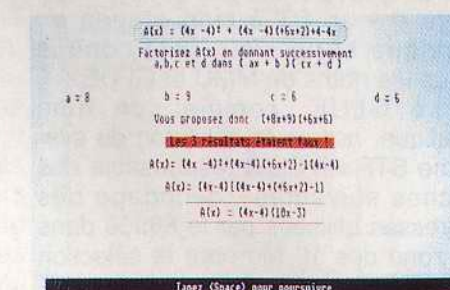 A(x) = (4x -4)² + (4x -4)(+6x+2)+4-4x
Factorisez A(x) en donnant successivement
a,b,c et d dans ( ax + b )( cx + d )
a = 8 b = 9 c = 6 d = 6
Vous proposez donc (+8x+9)(+6x+6)
Les 3 résultats étaient faux !
A(x)= (4x -4)²+(4x-4)(+6x+2)-1(4x-4)
A(x)= (4x-4)[(4x-4)+(+6x+2)-1]
A(x) = (4x-4)(10x-3)
Tapez (Space) pour poursuivre